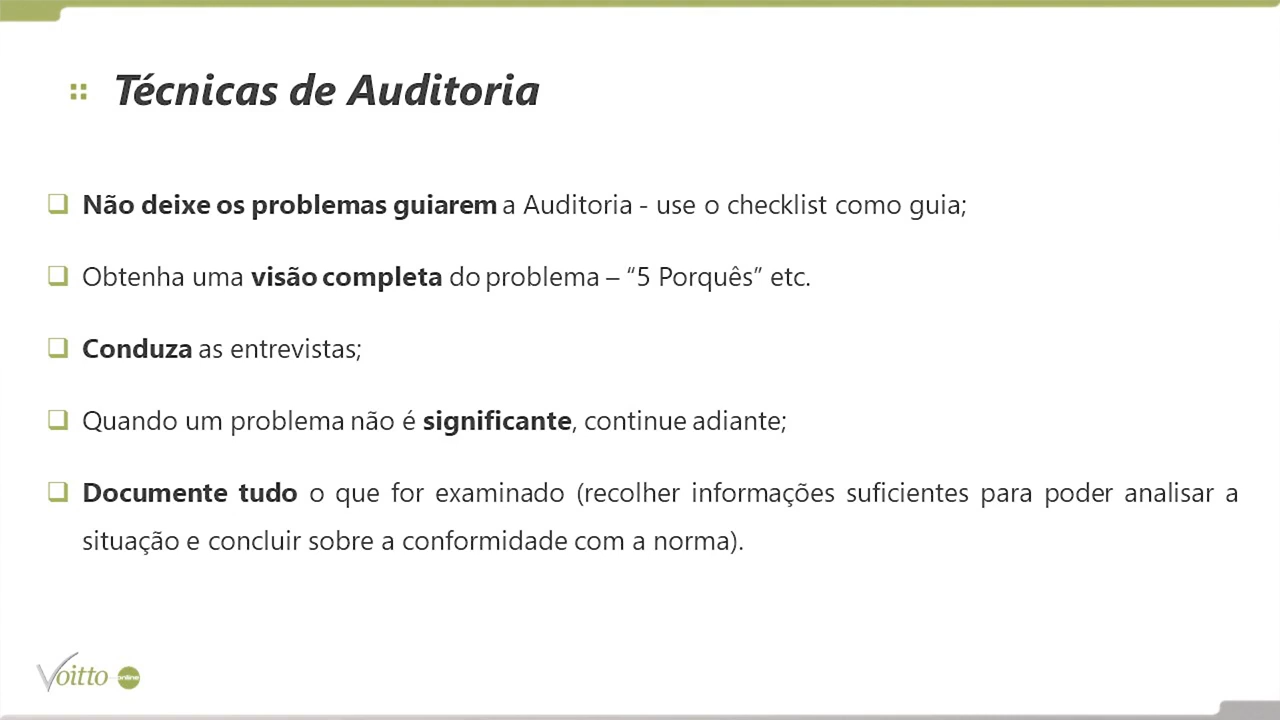 Técnicas de Auditoria
Não deixe os problemas guiarem a Auditoria - use o checklist como guia;
Obtenha uma visão completa do problema – “5 Porquês” etc.
Conduza as entrevistas;
Quando um problema não é significante, continue adiante;
Documente tudo o que for examinado (recolher informações suficientes para poder analisar a
situação e concluir sobre a conformidade com a norma).
Voitto online